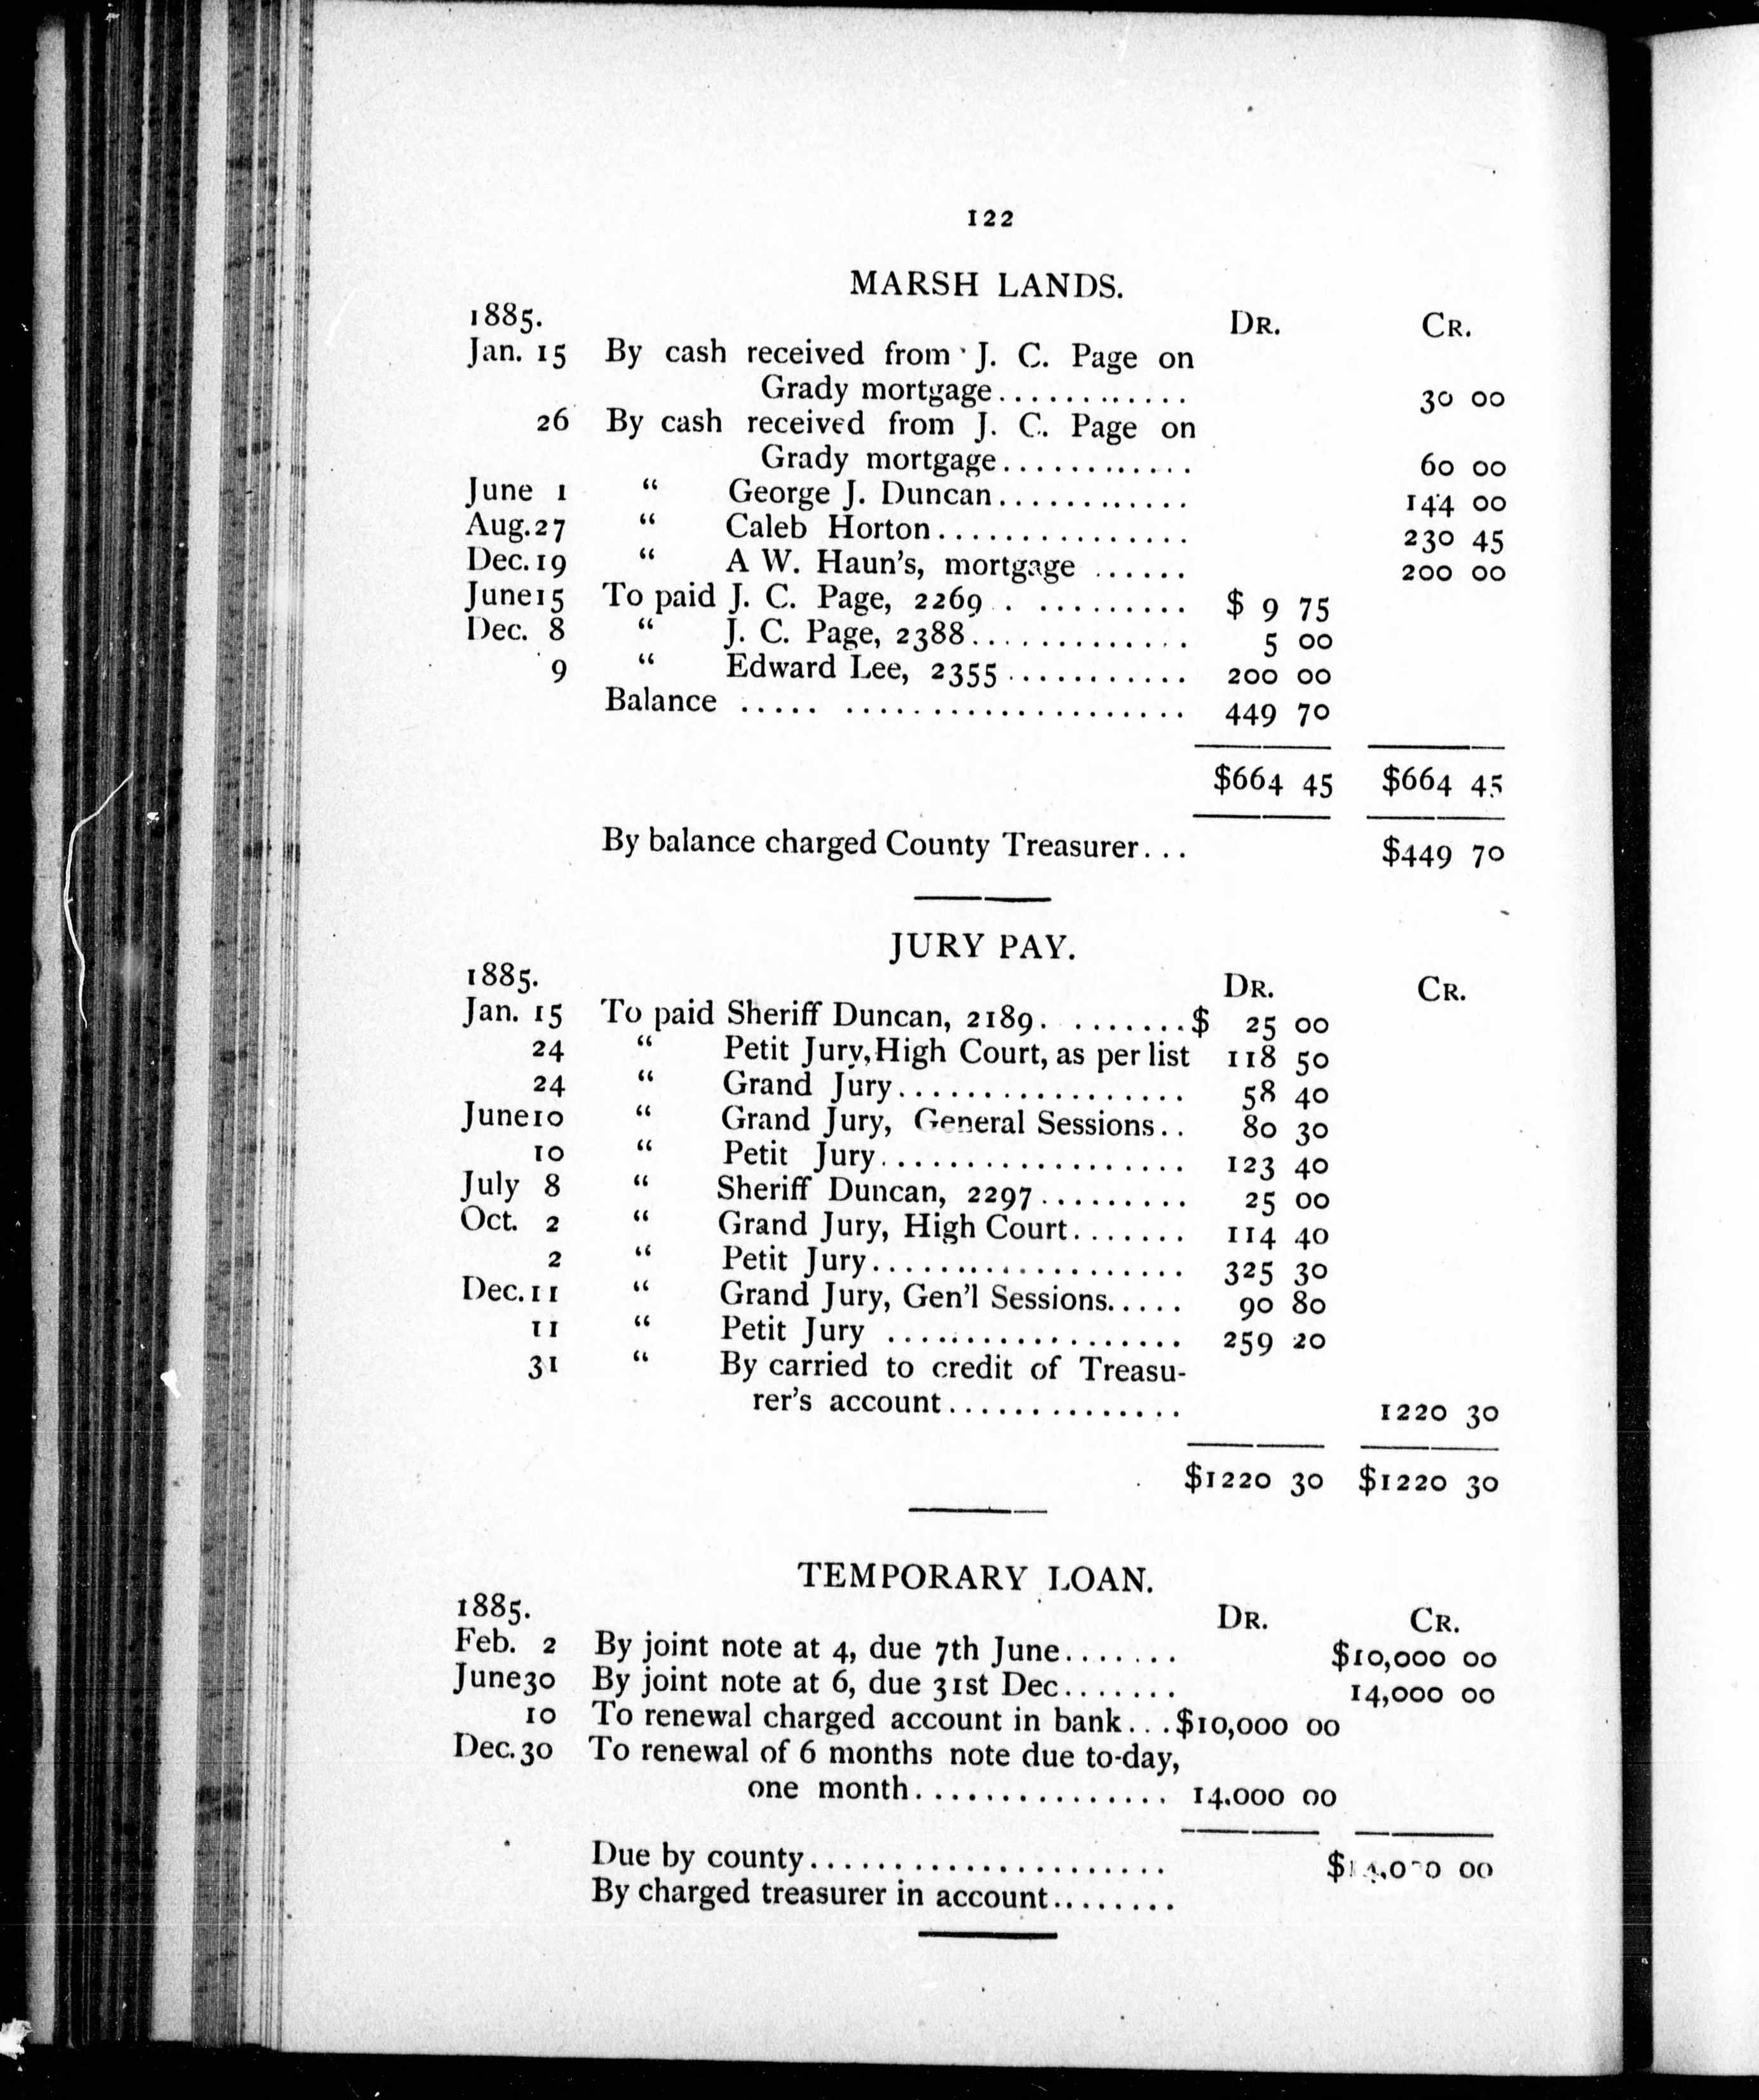 122
MARSH LANDS.
1885. DR. CR.
Jan. 15 By cash received from J. C. Page on
Grady mortgage............ 30 00
26 By cash received from J. C. Page on
Grady mortgage............ 60 00
June 1 “ George J. Duncan............ 144 00
Aug. 27 “ Caleb Horton............... 230 45
Dec. 19 “ A W. Haun's, mortgage ...... 200 00
June 15 To paid J. C. Page, 2269 . ......... $ 9 75
Dec. 8 “ J. C. Page, 2388............. 5 00
9 “ Edward Lee, 2355........... 200 00
Balance ..... .................... 449 70
$664 45 $664 45
By balance charged County Treasurer... $449 70
JURY PAY.
1885. DR. CR.
Jan. 15 To paid Sheriff Duncan, 2189. .......$ 25 00
24 “ Petit Jury, High Court, as per list 118 50
24 “ Grand Jury................. 58 40
June 10 “ Grand Jury, General Sessions.. 80 30
10 “ Petit Jury.................. 123 40
July 8 “ Sheriff Duncan, 2297......... 25 00
Oct. 2 “ Grand Jury, High Court....... 114 40
2 “ Petit Jury................... 325 30
Dec. 11 “ Grand Jury, Gen'l Sessions..... 90 80
11 “ Petit Jury .................. 259 20
31 “ By carried to credit of Treasu-
rer's account.............. 1220 30
$1220 30 $1220 30
TEMPORARY LOAN.
1885. DR. CR.
Feb. 2 By joint note at 4, due 7th June....... $10,000 00
June 30 By joint note at 6, due 31st Dec....... 14,000 00
10 To renewal charged account in bank...$10,000 00
Dec. 30 To renewal of 6 months note due to-day,
one month............... 14.000 00
Due by county...................... 00
By charged treasurer in account........